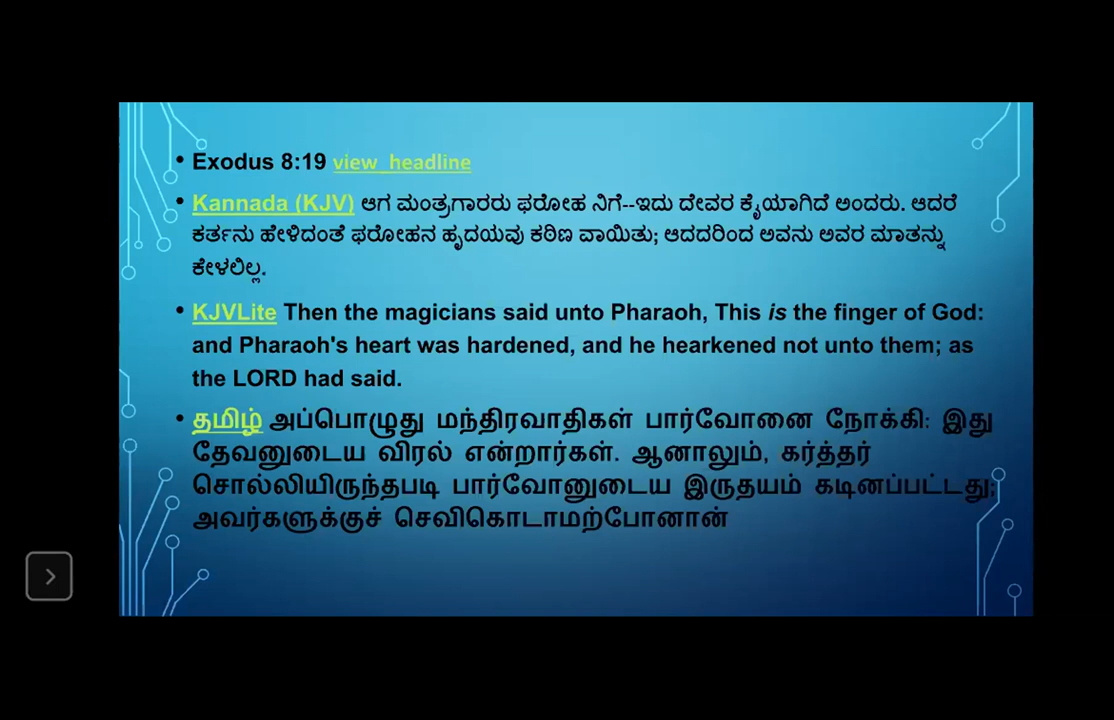 • Exodus 8:19 view_headline
• Kannada (KJV) ಆಗ ಮಂತ್ರಗಾರರು ಫರೋಹ ನಿಗೆ--ಇದು ದೇವರ ಕೈಯಾಗಿದೆ ಅಂದರು. ಆದರೆ
ಕರ್ತನು ಹೇಳಿದಂತೆ ಫರೋಹನ ಹೃದಯವು ಕಠಿಣ ವಾಯಿತು; ಆದದರಿಂದ ಅವನು ಅವರ ಮಾತನ್ನು
ಕೇಳಲಿಲ್ಲ.
• KJVLite Then the magicians said unto Pharaoh, This is the finger of God:
and Pharaoh's heart was hardened, and he hearkened not unto them; as
the LORD had said.
• தமிழ் அப்பொழுது மந்திரவாதிகள் பார்வோனை நோக்கி: இது
தேவனுடைய விரல் என்றார்கள். ஆனாலும், கர்த்தர்
சொல்லியிருந்தபடி பார்வோனுடைய இருதயம் கடினப்பட்டது;
அவர்களுக்குச் செவிகொடாமற்போனான்